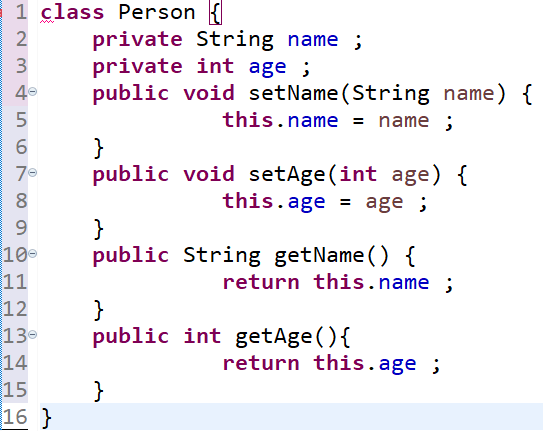 1 class Person {
2     private String name ;
3     private int age ;
4     public void setName(String name) {
5             this.name = name ;
6     }
7     public void setAge(int age) {
8             this.age = age ;
9     }
10     public String getName() {
11             return this.name ;
12     }
13     public int getAge(){
14             return this.age ;
15     }
16 }